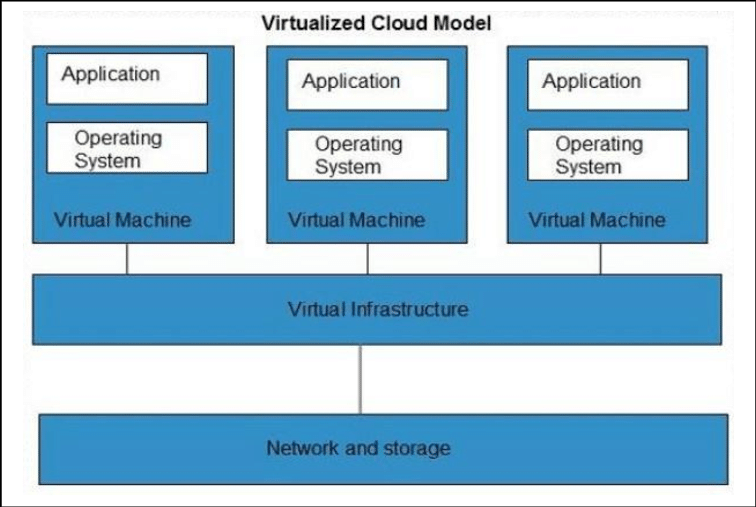 Virtualized Cloud Model
Application
Operating
System
Virtual Machine
Application
Operating
System
Virtual Machine
Application
Operating
System
Virtual Machine
Virtual Infrastructure
Network and storage